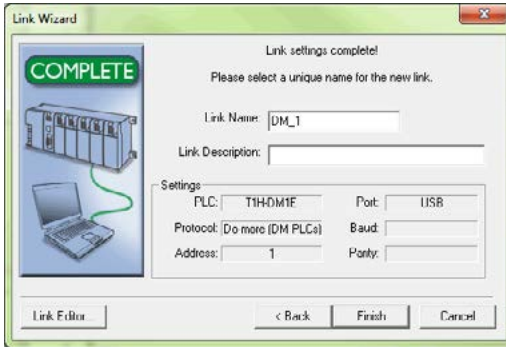 Link Wizard
COMPLETE
Link settings complete!
Please select a unique name for the new link.
Link Name: DM_1
Link Description:
Settings
PLC: T1H-DM1E Port: USB
Protocol: Do more (DM PLCs) Baud:
Address: 1 Parity:
Link Editor... < Back Finish Cancel